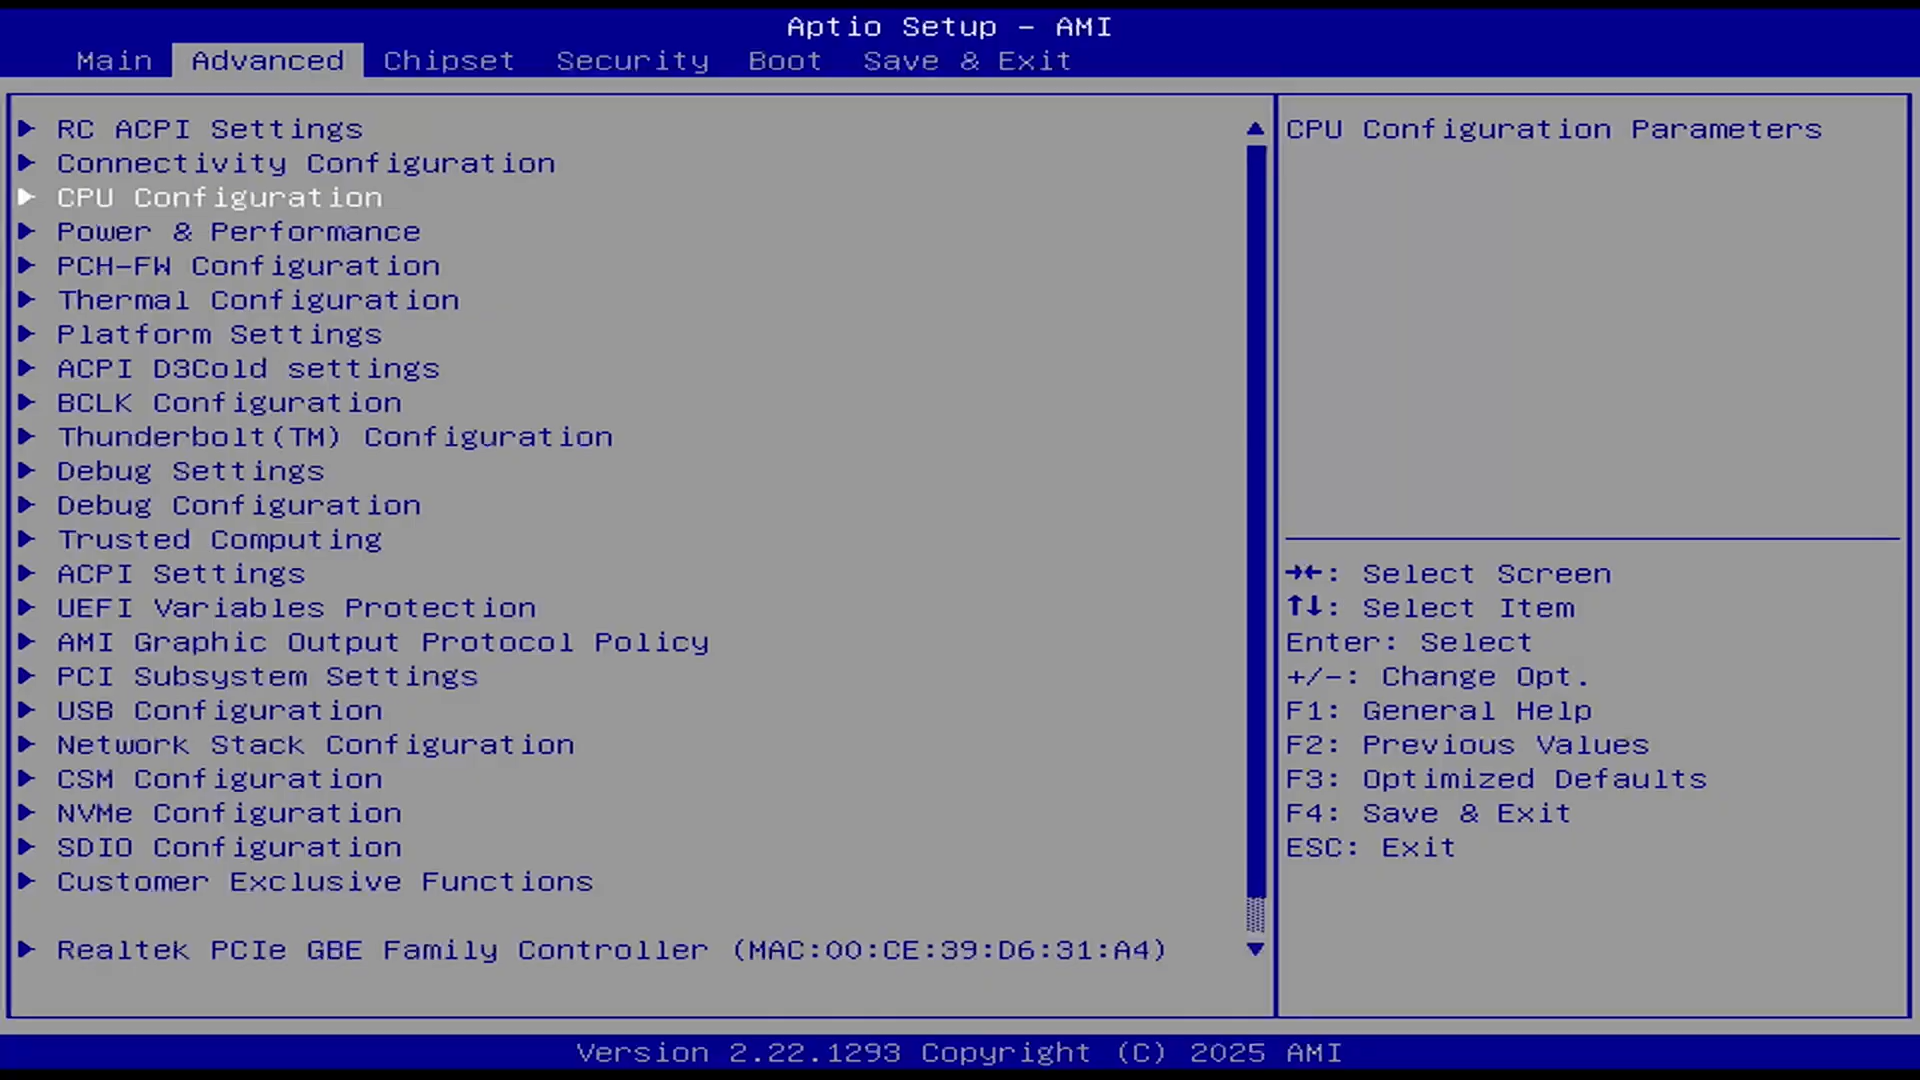 Aptio Setup – AMI
Main Advanced Chipset Security Boot Save & Exit
RC ACPI Settings
Connectivity Configuration
CPU Configuration
Power & Performance
PCH-FW Configuration
Thermal Configuration
Platform Settings
ACPI D3Cold settings
BCLK Configuration
Thunderbolt(TM) Configuration
Debug Settings
Debug Configuration
Trusted Computing
ACPI Settings
UEFI Variables Protection
AMI Graphic Output Protocol Policy
PCI Subsystem Settings
USB Configuration
Network Stack Configuration
CSM Configuration
NVMe Configuration
SDIO Configuration
Customer Exclusive Functions
Realtek PCIe GBE Family Controller (MAC:00:CE:39:D6:31:A4)
CPU Configuration Parameters
→←: Select Screen
↑↓: Select Item
Enter: Select
+/-: Change Opt.
F1: General Help
F2: Previous Values
F3: Optimized Defaults
F4: Save & Exit
ESC: Exit
Version 2.22.1293 Copyright (C) 2025 AMI